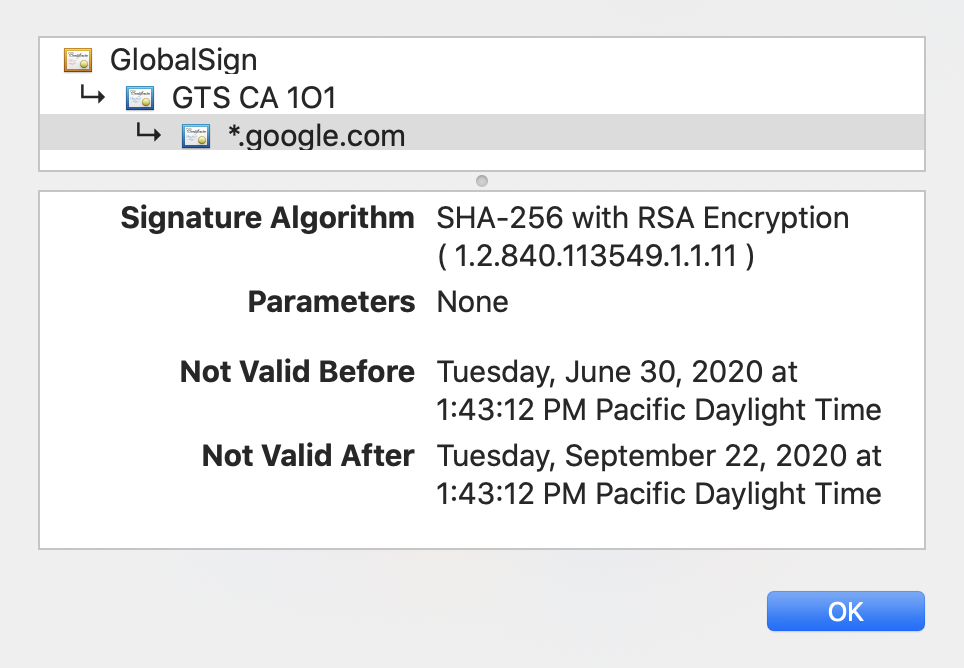 GlobalSign
GTS CA 1O1
*.google.com
Signature Algorithm SHA-256 with RSA Encryption
( 1.2.840.113549.1.1.11 )
Parameters None
Not Valid Before Tuesday, June 30, 2020 at
1:43:12 PM Pacific Daylight Time
Not Valid After Tuesday, September 22, 2020 at
1:43:12 PM Pacific Daylight Time
OK